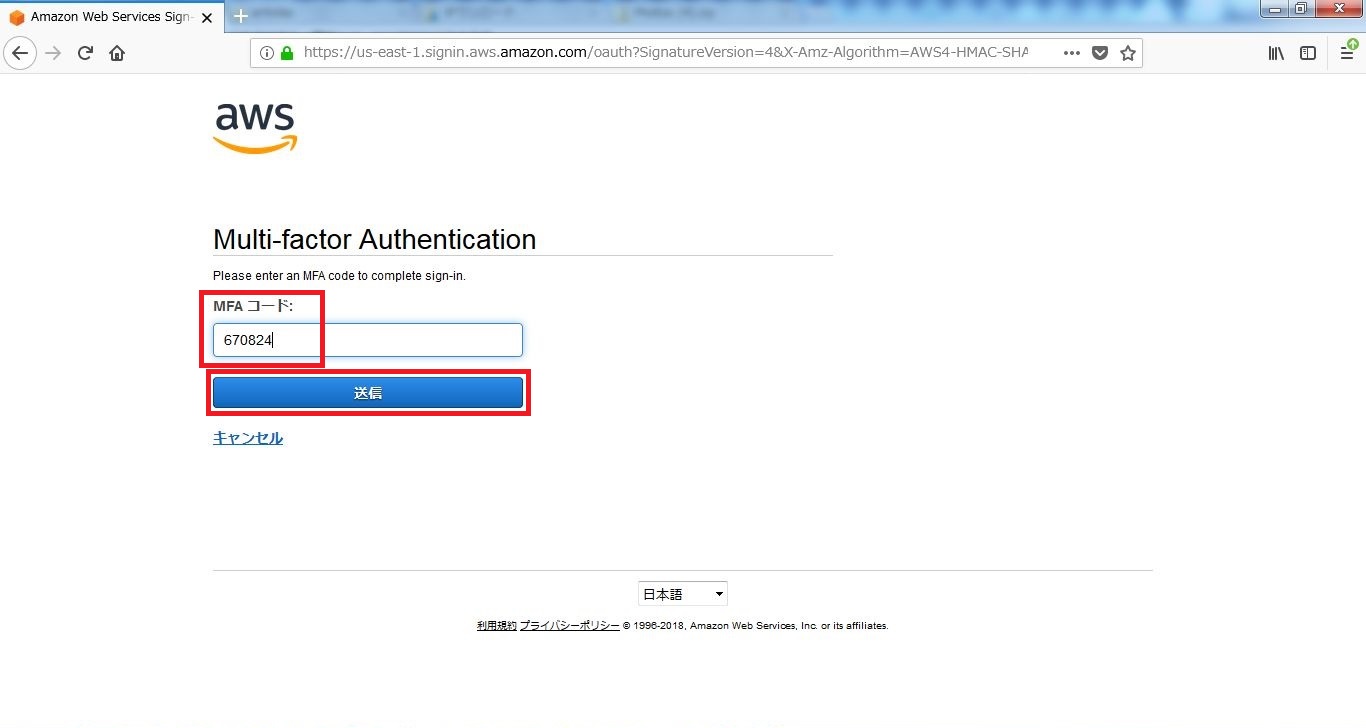 Amazon Web Services Sign-
https://us-east-1.signin.aws.amazon.com/oauth?SignatureVersion=4&X-Amz-Algorithm=AWS4-HMAC-SHA
aws
Multi-factor Authentication
Please enter an MFA code to complete sign-in.
MFA コード:
670824
送信
キャンセル
日本語
利用規約 プライバシーポリシー © 1996-2018, Amazon Web Services, Inc. or its affiliates.